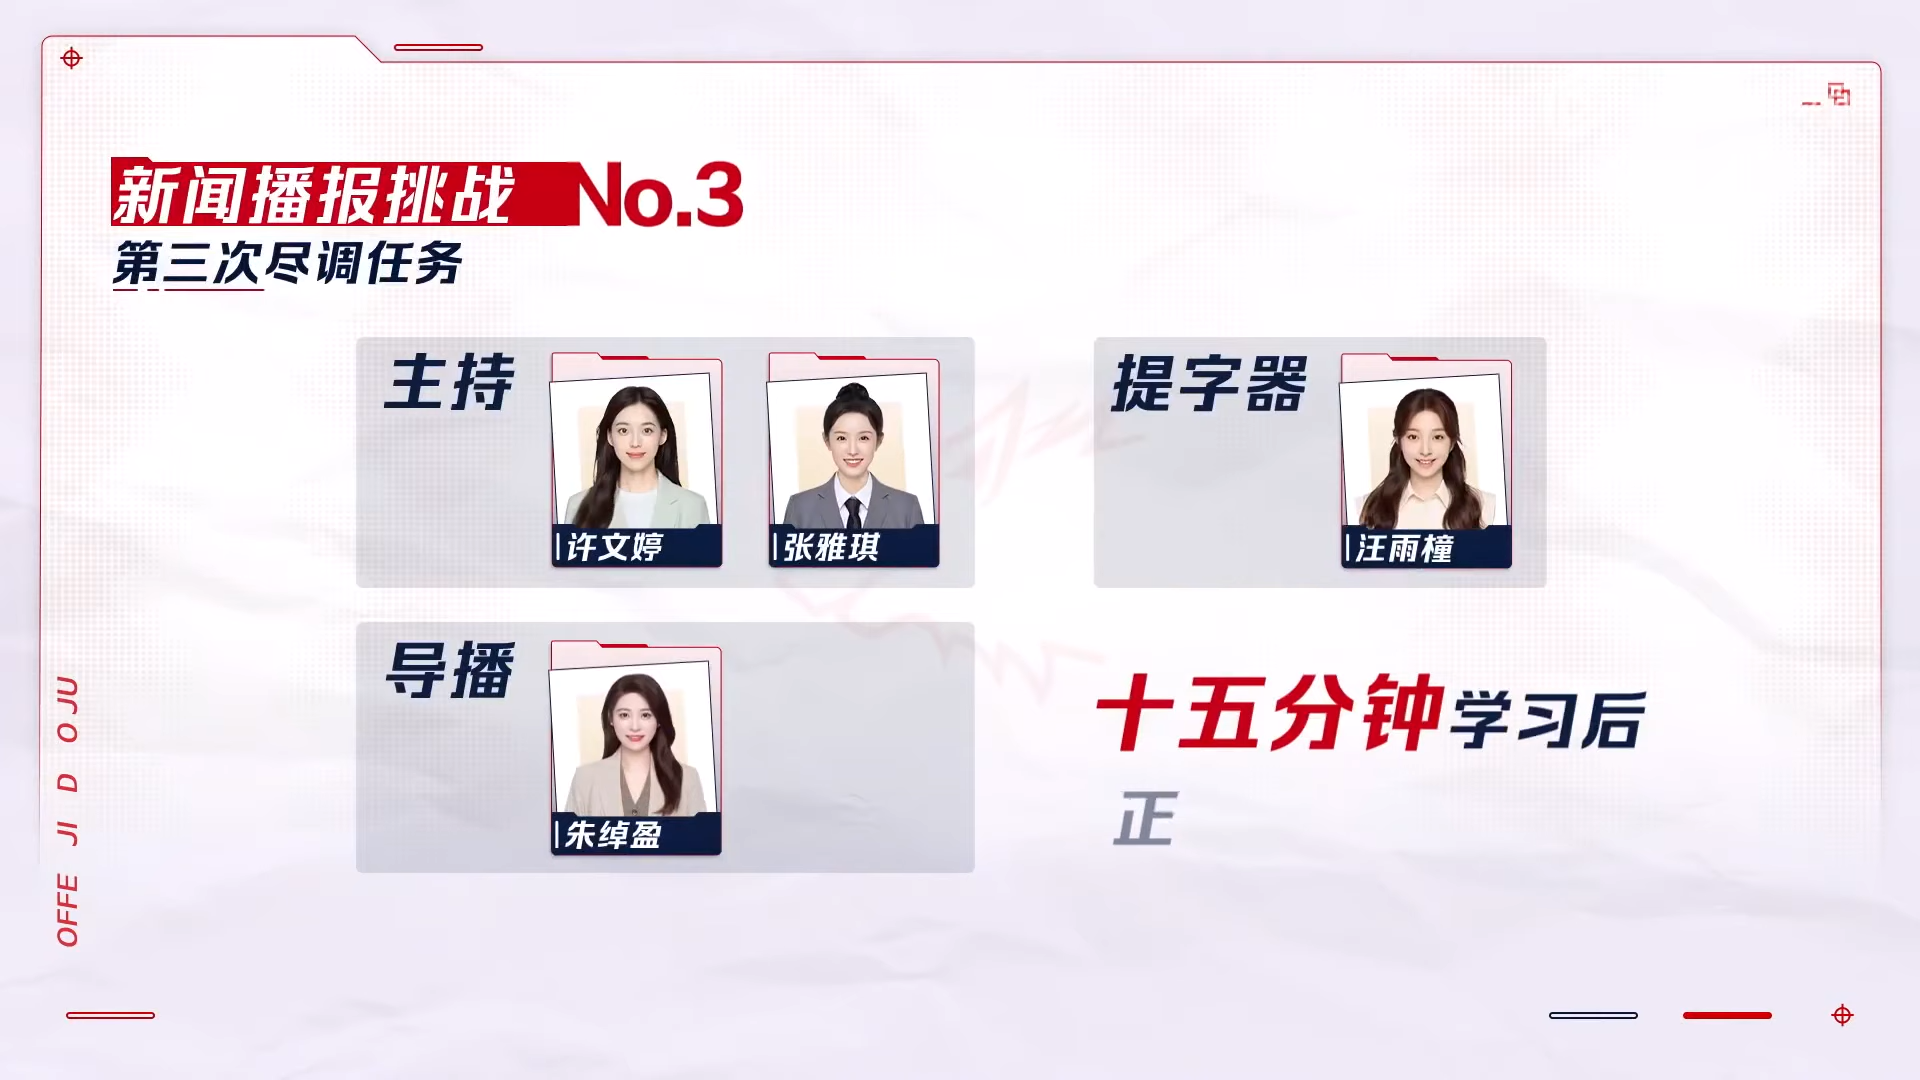 新闻播报挑战 No.3
第三次尽调任务
主持
许文婷
张雅琪
提字器
汪雨橦
导播
朱绰盈
十五分钟学习后
正
OFFE JI D O JU